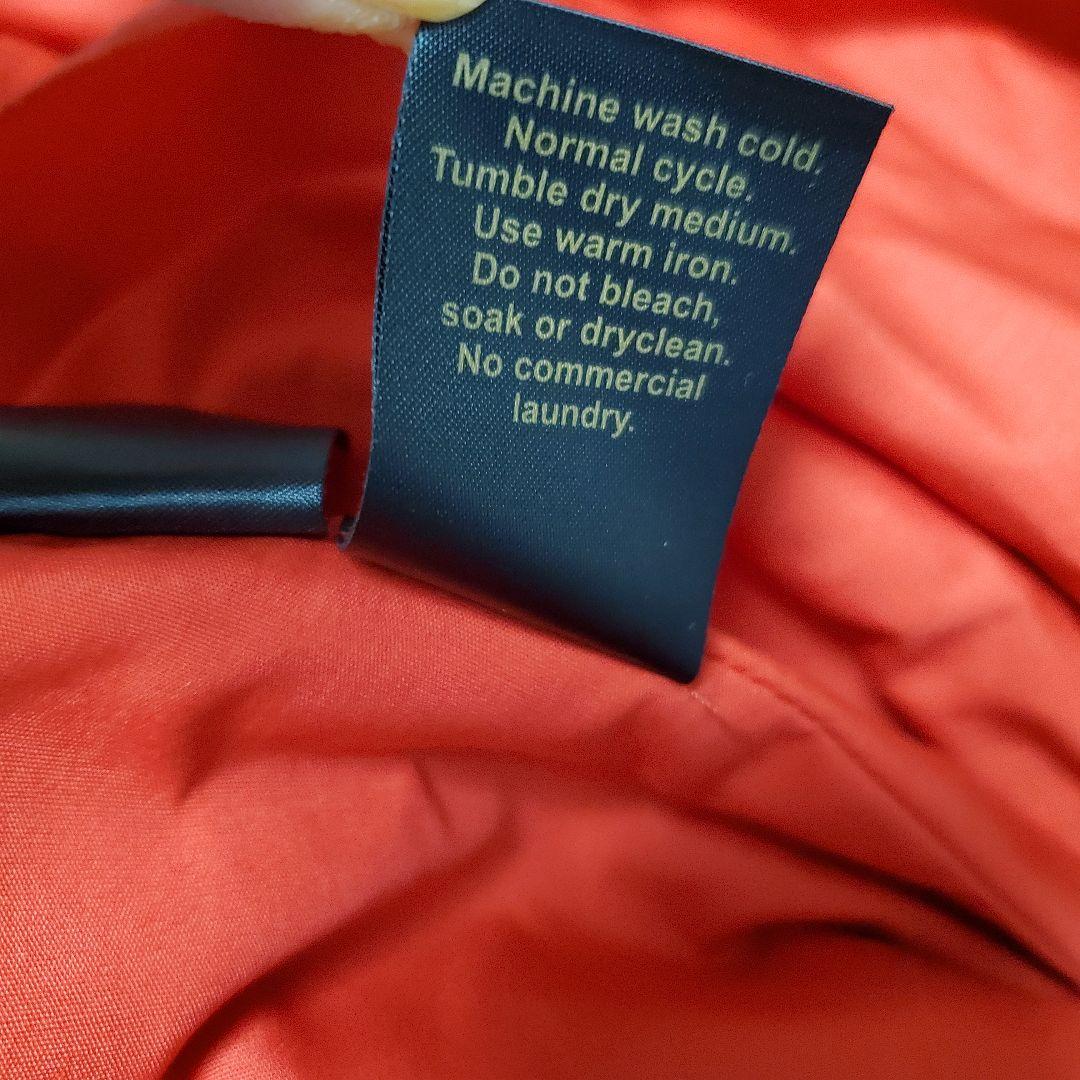 Machine wash cold.
Normal cycle.
Tumble dry medium.
Use warm iron.
Do not bleach,
soak or dryclean.
No commercial
laundry.